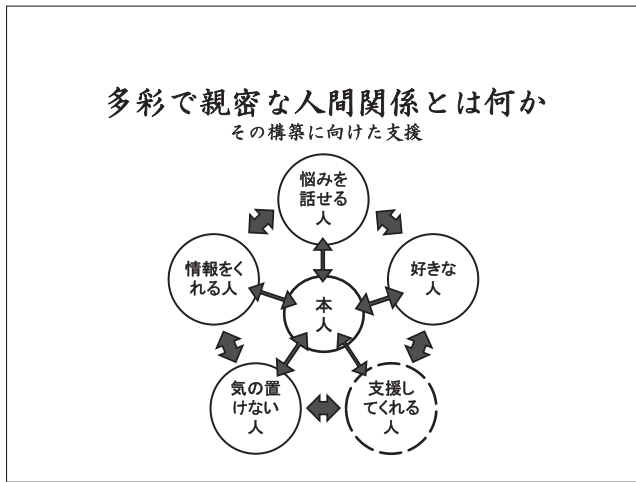 多彩で親密な人間関係とは何か
その構築に向けた支援
悩みを
話せる
人
情報をく
れる人
好きな
人
本
人
気の置
けない
人
支援し
てくれる
人